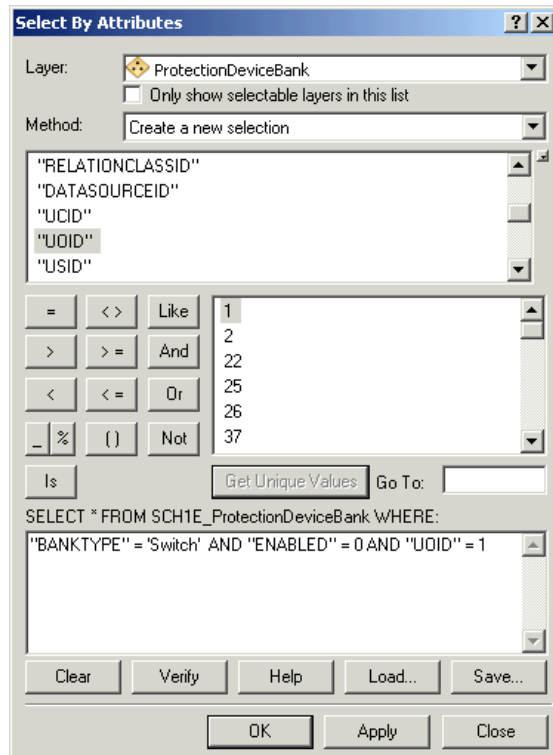 Select By Attributes
? X
Layer: ProtectionDeviceBank
Only show selectable layers in this list
Method: Create a new selection
"RELATIONCLASSID"
"DATASOURCEID"
"UCID"
"UOID"
"USID"
= < > Like
> > = And
< < = Or
_ % ( ) Not
Is
1
2
22
25
26
37
Get Unique Values Go To:
SELECT * FROM SCH1E_ProtectionDeviceBank WHERE:
"BANKTYPE" = 'Switch' AND "ENABLED" = 0 AND "UOID" = 1
Clear Verify Help Load... Save...
OK Apply Close